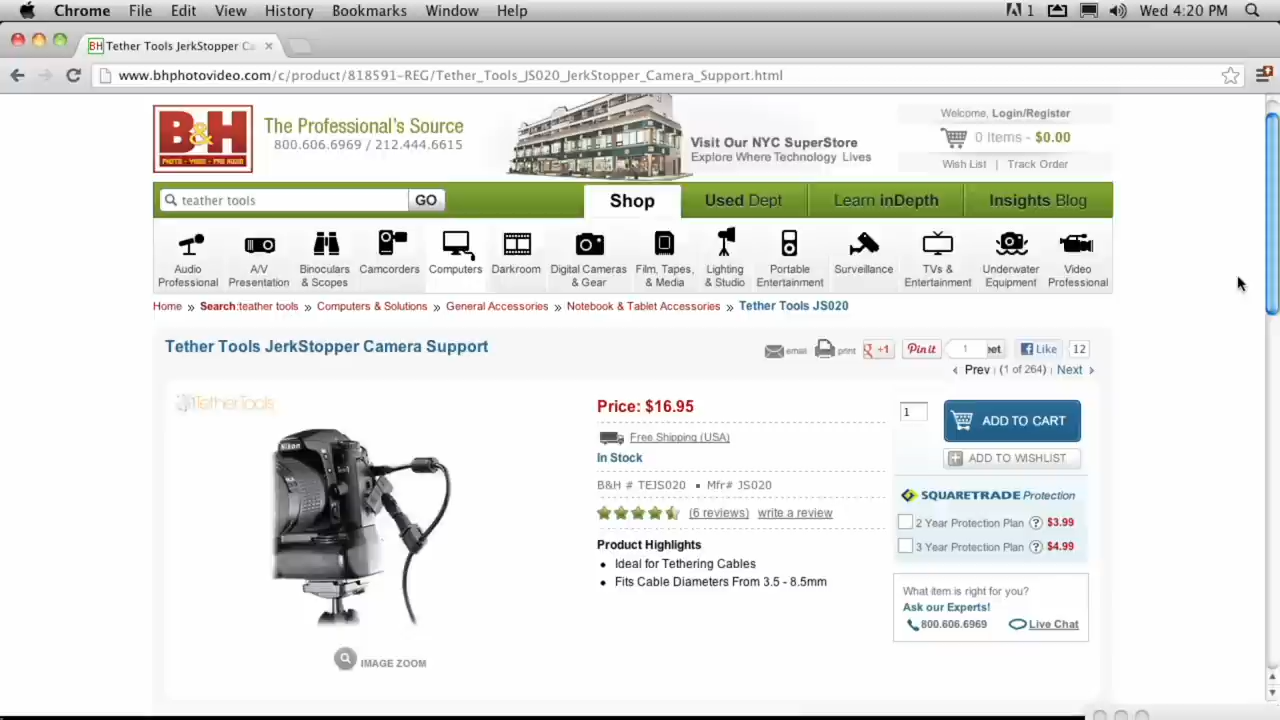 Chrome File Edit View History Bookmarks Window Help 1 Wed 4:20 PM
BH Tether Tools JerkStopper Ca
www.bhphotovideo.com/c/product/818591-REG/Tether_Tools_JS020_JerkStopper_Camera_Support.html
B&H The Professional's Source
PHOTO - VIDEO - PRO AUDIO
800.606.6969 / 212.444.6615
Visit Our NYC SuperStore
Explore Where Technology Lives
Welcome, Login/Register
0 Items - $0.00
Wish List | Track Order
teather tools GO Shop Used Dept Learn inDepth Insights Blog
Audio Professional
A/V Presentation
Binoculars & Scopes
Camcorders
Computers
Darkroom
Digital Cameras & Gear
Film, Tapes, & Media
Lighting & Studio
Portable Entertainment
Surveillance
TVs & Entertainment
Underwater Equipment
Video Professional
Home » Search:teather tools » Computers & Solutions » General Accessories » Notebook & Tablet Accessories » Tether Tools JS020
Tether Tools JerkStopper Camera Support
email print +1 Pin it 1 eet Like 12
‹ Prev | (1 of 264) | Next ›
TetherTools
Nikon
IMAGE ZOOM
Price: $16.95
Free Shipping (USA)
In Stock
B&H # TEJS020 • Mfr# JS020
(6 reviews) write a review
Product Highlights
• Ideal for Tethering Cables
• Fits Cable Diameters From 3.5 - 8.5mm
1 ADD TO CART
ADD TO WISHLIST
SQUARETRADE Protection
2 Year Protection Plan ? $3.99
3 Year Protection Plan ? $4.99
What item is right for you?
Ask our Experts!
800.606.6969 Live Chat